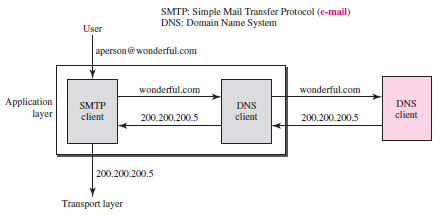 SMTP: Simple Mail Transfer Protocol (e-mail)
DNS: Domain Name System
User
aperson@wonderful.com
Application
layer
SMTP
client
wonderful.com
200.200.200.5
DNS
client
wonderful.com
200.200.200.5
DNS
client
200.200.200.5
Transport layer